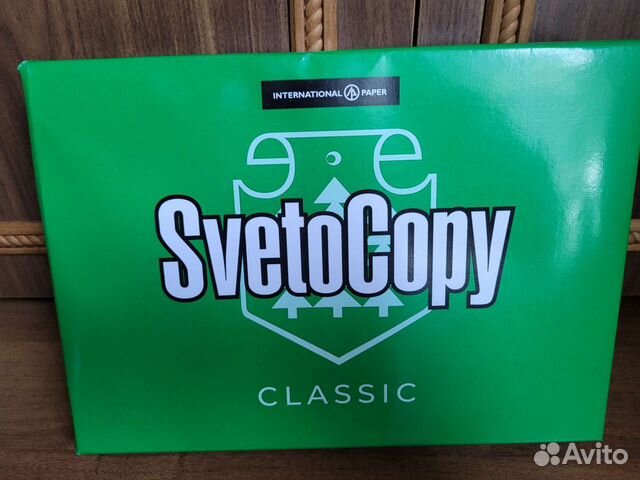 INTERNATIONAL PAPER
SvetoCopy
CLASSIC
Avito